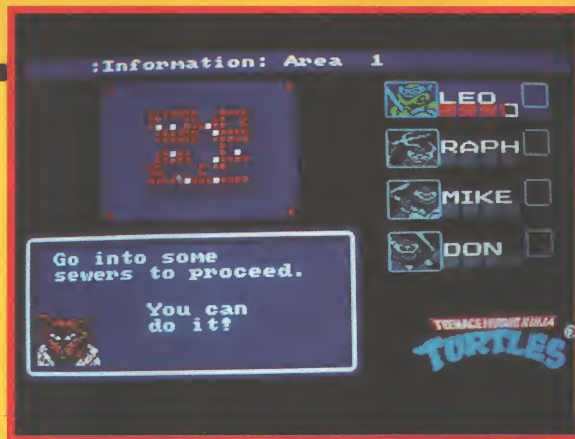 :Information: Area 1
LEO
RAPH
MIKE
DON
Go into some
sewers to proceed.
You can
do it!
TEENAGE MUTANT NINJA
TURTLES®